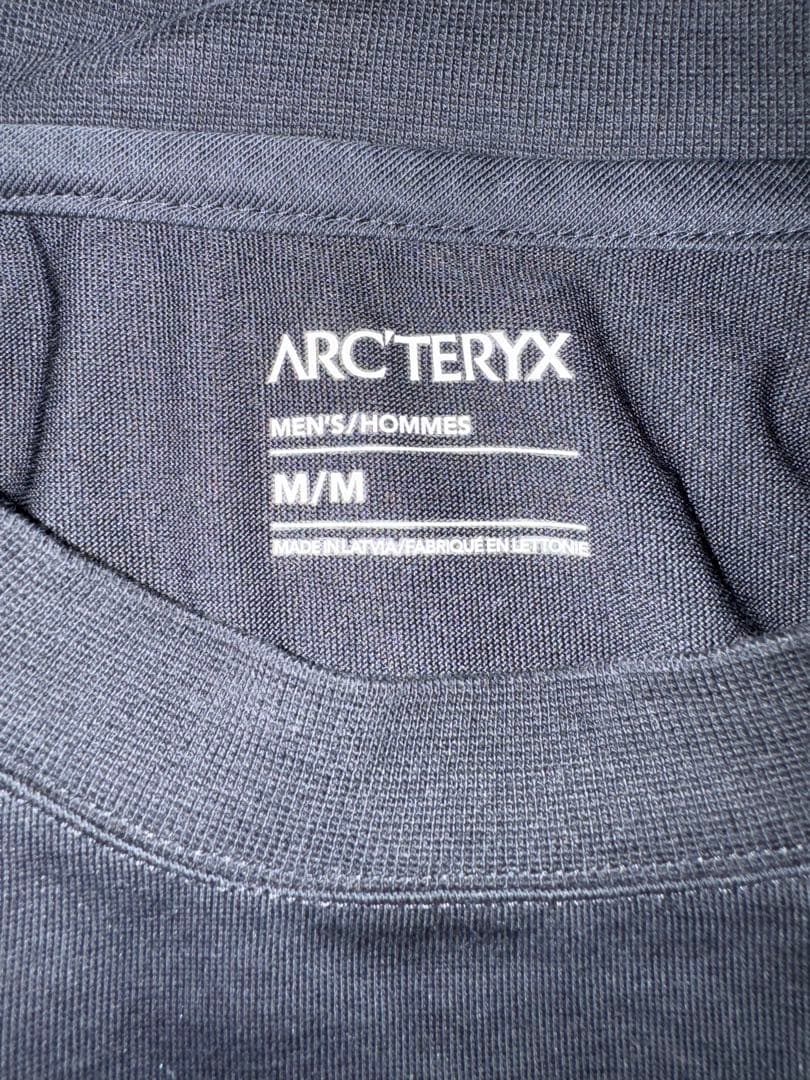 ARC'TERYX
MEN'S/HOMMES
M/M
MADE IN LATVIA/FABRIQUÉ EN LETTONIE